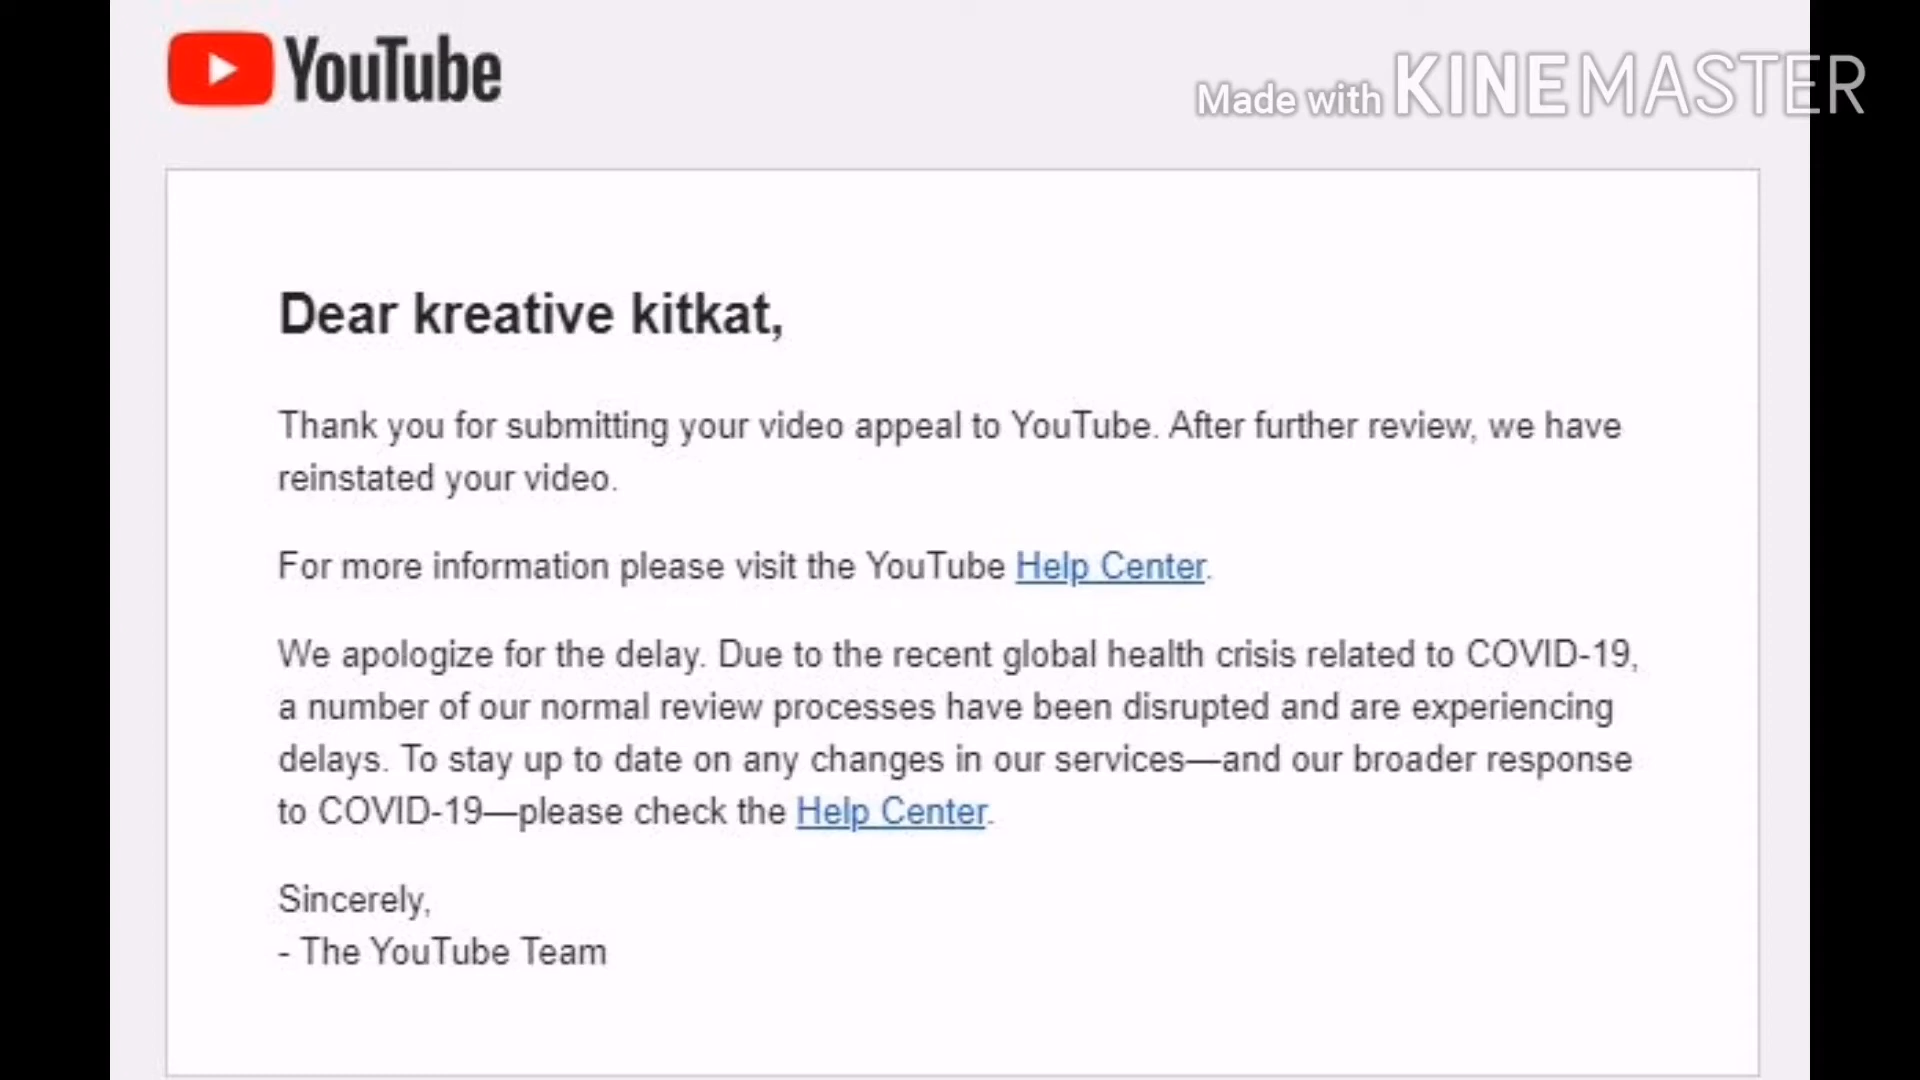 YouTube
Made with KINEMASTER
Dear kreative kitkat,
Thank you for submitting your video appeal to YouTube. After further review, we have
reinstated your video.
For more information please visit the YouTube Help Center.
We apologize for the delay. Due to the recent global health crisis related to COVID-19,
a number of our normal review processes have been disrupted and are experiencing
delays. To stay up to date on any changes in our services—and our broader response
to COVID-19—please check the Help Center.
Sincerely,
- The YouTube Team